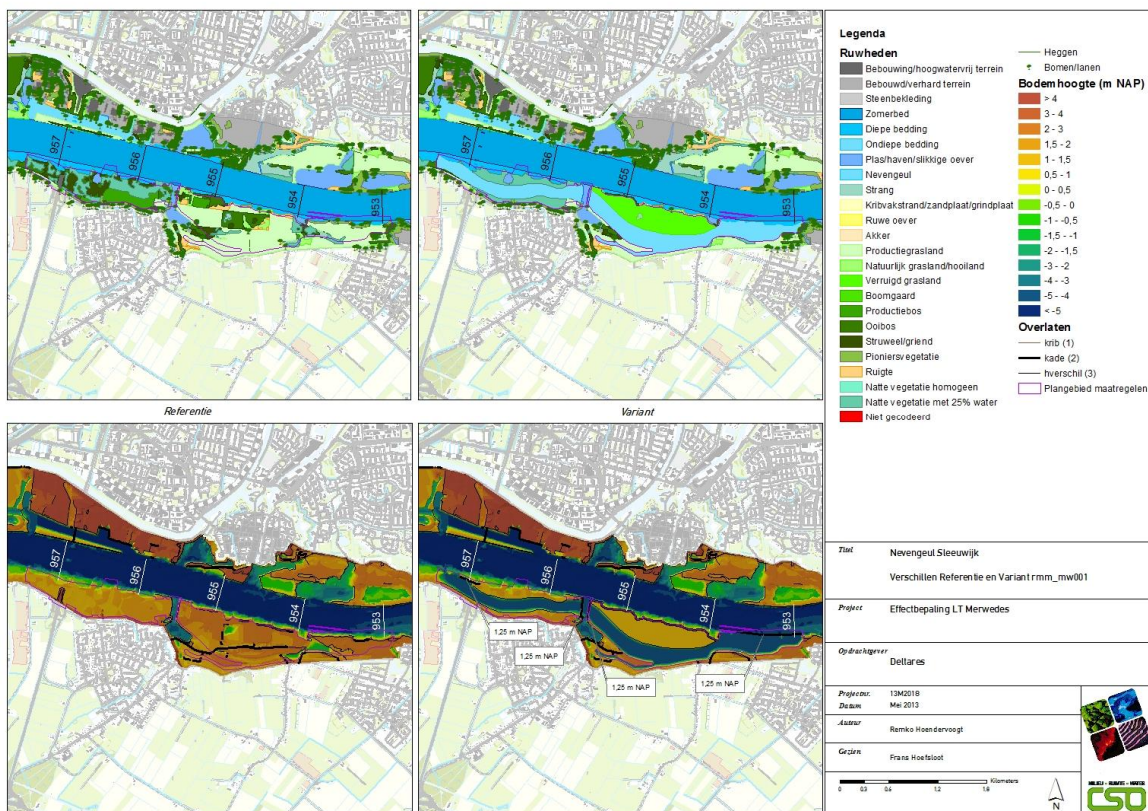 957
956
955
954
953
957
956
955
954
953
Referentie
Variant
957
956
955
954
953
1,25 m NAP
1,25 m NAP
1,25 m NAP
1,25 m NAP
957
956
955
954
953
Legenda
Ruwheden
Bebouwing/hoogwatervrij terrein
Bebouwd/verhard terrein
Steenbekleding
Zomerbed
Diepe bedding
Ondiepe bedding
Plas/haven/slikkige oever
Nevengeul
Strang
Kribvakstrand/zandplaat/grindplaat
Ruwe oever
Akker
Productiegrasland
Natuurlijk grasland/hooiland
Verruigd grasland
Boomgaard
Productiebos
Ooibos
Struweel/griend
Pioniersvegetatie
Ruigte
Natte vegetatie homogeen
Natte vegetatie met 25% water
Niet gecodeerd
Heggen
Bomen/lanen
Bodemhoogte (m NAP)
> 4
3 - 4
2 - 3
1,5 - 2
1 - 1,5
0,5 - 1
0 - 0,5
-0,5 - 0
-1 - -0,5
-1,5 - -1
-2 - -1,5
-3 - -2
-4 - -3
-5 - -4
< -5
Overlaten
krib (1)
kade (2)
hverschil (3)
Plangebied maatregelen
Titel Nevengeul Sleeuwijk
Verschillen Referentie en Variant rmm_mw001
Project Effectbepaling LT Merwedes
Opdrachtgever
Deltares
Projectnr. 13M2018
Datum Mei 2013
Auteur
Remko Hoendervoogt
Gezien
Frans Hoefsloot
Kilometers
0 0,3 0,6 1,2 1,8
N
MILIEU - RUIMTE - WATER
CSO